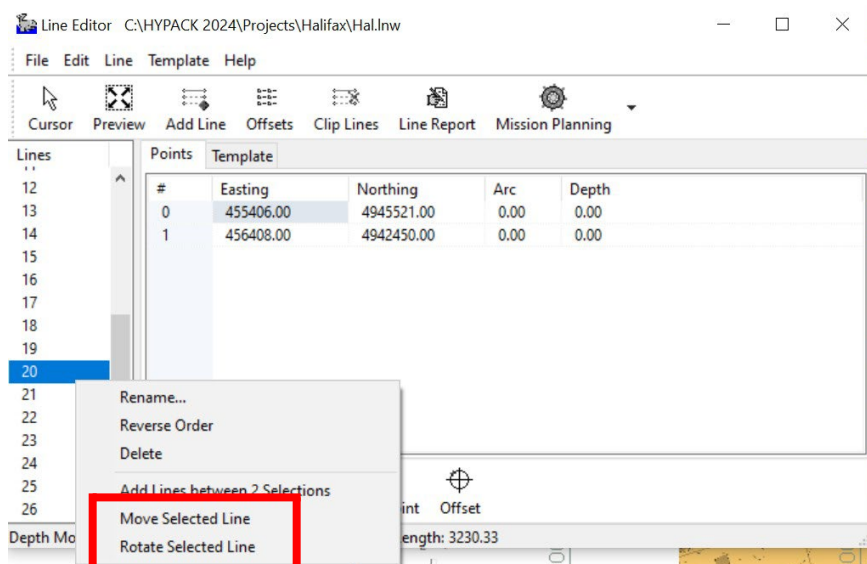 Line Editor C:\HYPACK 2024\Projects\Halifax\Hal.lnw
File Edit Line Template Help
Cursor Preview Add Line Offsets Clip Lines Line Report Mission Planning
Lines
Points Template
# Easting Northing Arc Depth
0 455406.00 4945521.00 0.00 0.00
1 456408.00 4942450.00 0.00 0.00
12
13
14
15
16
17
18
19
20
21
22
23
24
25
26
Rename...
Reverse Order
Delete
Add Lines between 2 Selections
Move Selected Line
Rotate Selected Line
Offset
Depth
3230.33